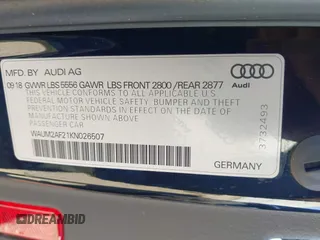 MFD. BY AUDI AG
Audi
09/18 GVWR LBS 5556 GAWR LBS FRONT 2800 / REAR 2877
THIS VEHICLE CONFORMS TO ALL APPLICABLE U.S.
FEDERAL MOTOR VEHICLE SAFETY, BUMPER AND THEFT
PREVENTION STANDARDS IN EFFECT ON THE DATE OF
MANUFACTURE SHOWN ABOVE.
PASSENGER CAR
WAUM2AF21KN026507
GERMANY
3732493
DREAMBID